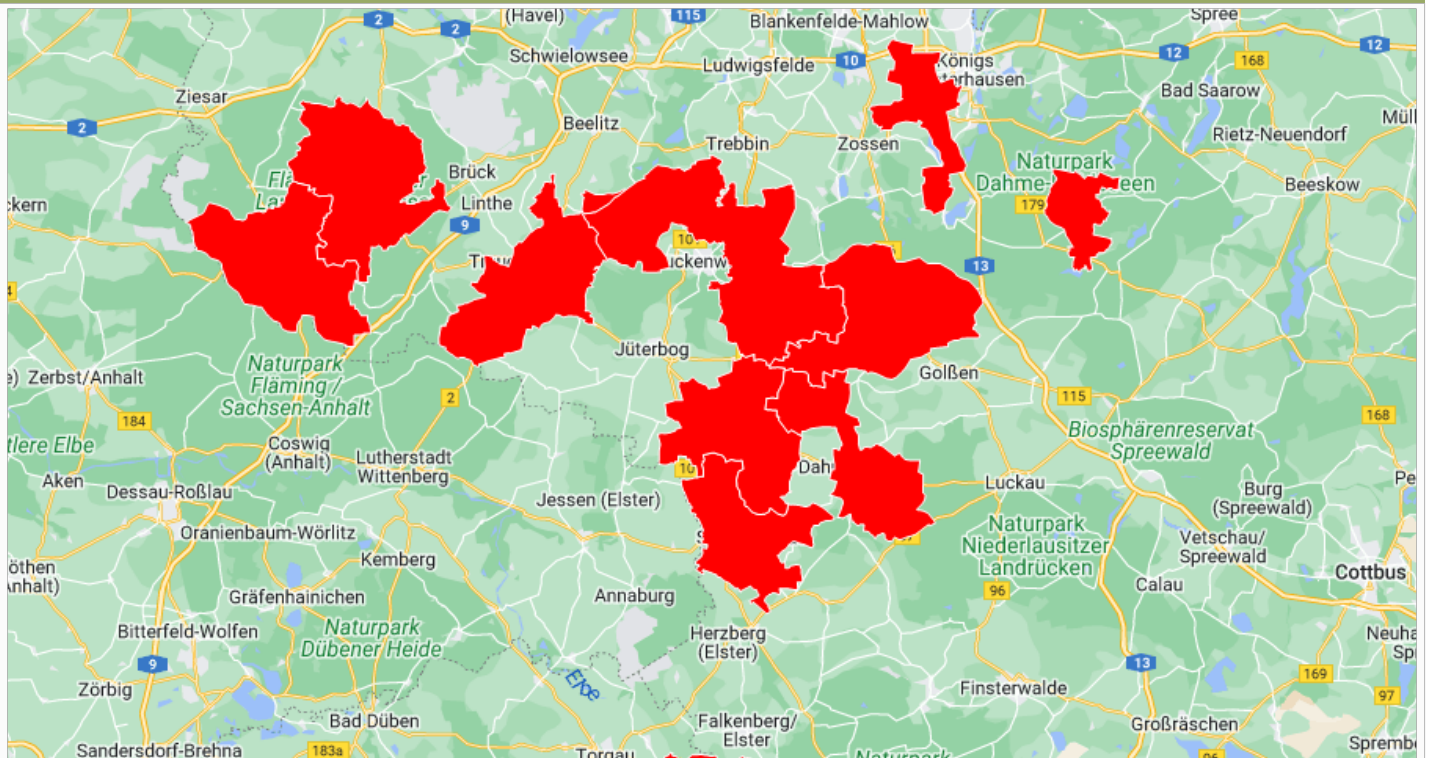 (Havel)
115
Blankenfelde-Mahlow
Spree
2
2
Schwielowsee
Ludwigsfelde
10
Königs
12
168
12
Ziesar
Bad Saarow
2
Beelitz
Rietz-Neuendorf
Trebbin
Zossen
Brück
Naturpark
Beeskow
Linthe
179
9
13
Jüterbog
Naturpark
Fläming /
Sachsen-Anhalt
Zerbst/Anhalt
Golßen
2
115
184
168
Biosphärenreservat
Spreewald
tlere Elbe
Coswig
(Anhalt)
Lutherstadt
Wittenberg
Aken
Dessau-Roßlau
Jessen (Elster)
Luckau
Burg
(Spreewald)
Oranienbaum-Wörlitz
Naturpark
Niederlausitzer
Landrücken
Vetschau/
Spreewald
Kemberg
Cottbus
Calau
Gräfenhainichen
Annaburg
96
Bitterfeld-Wolfen
Naturpark
Dübener Heide
Herzberg
(Elster)
9
13
Elbe
169
Zörbig
Finsterwalde
97
Bad Düben
Falkenberg/
Elster
Großräschen
Sandersdorf-Brehna
183a
Torgau
Naturpark
96